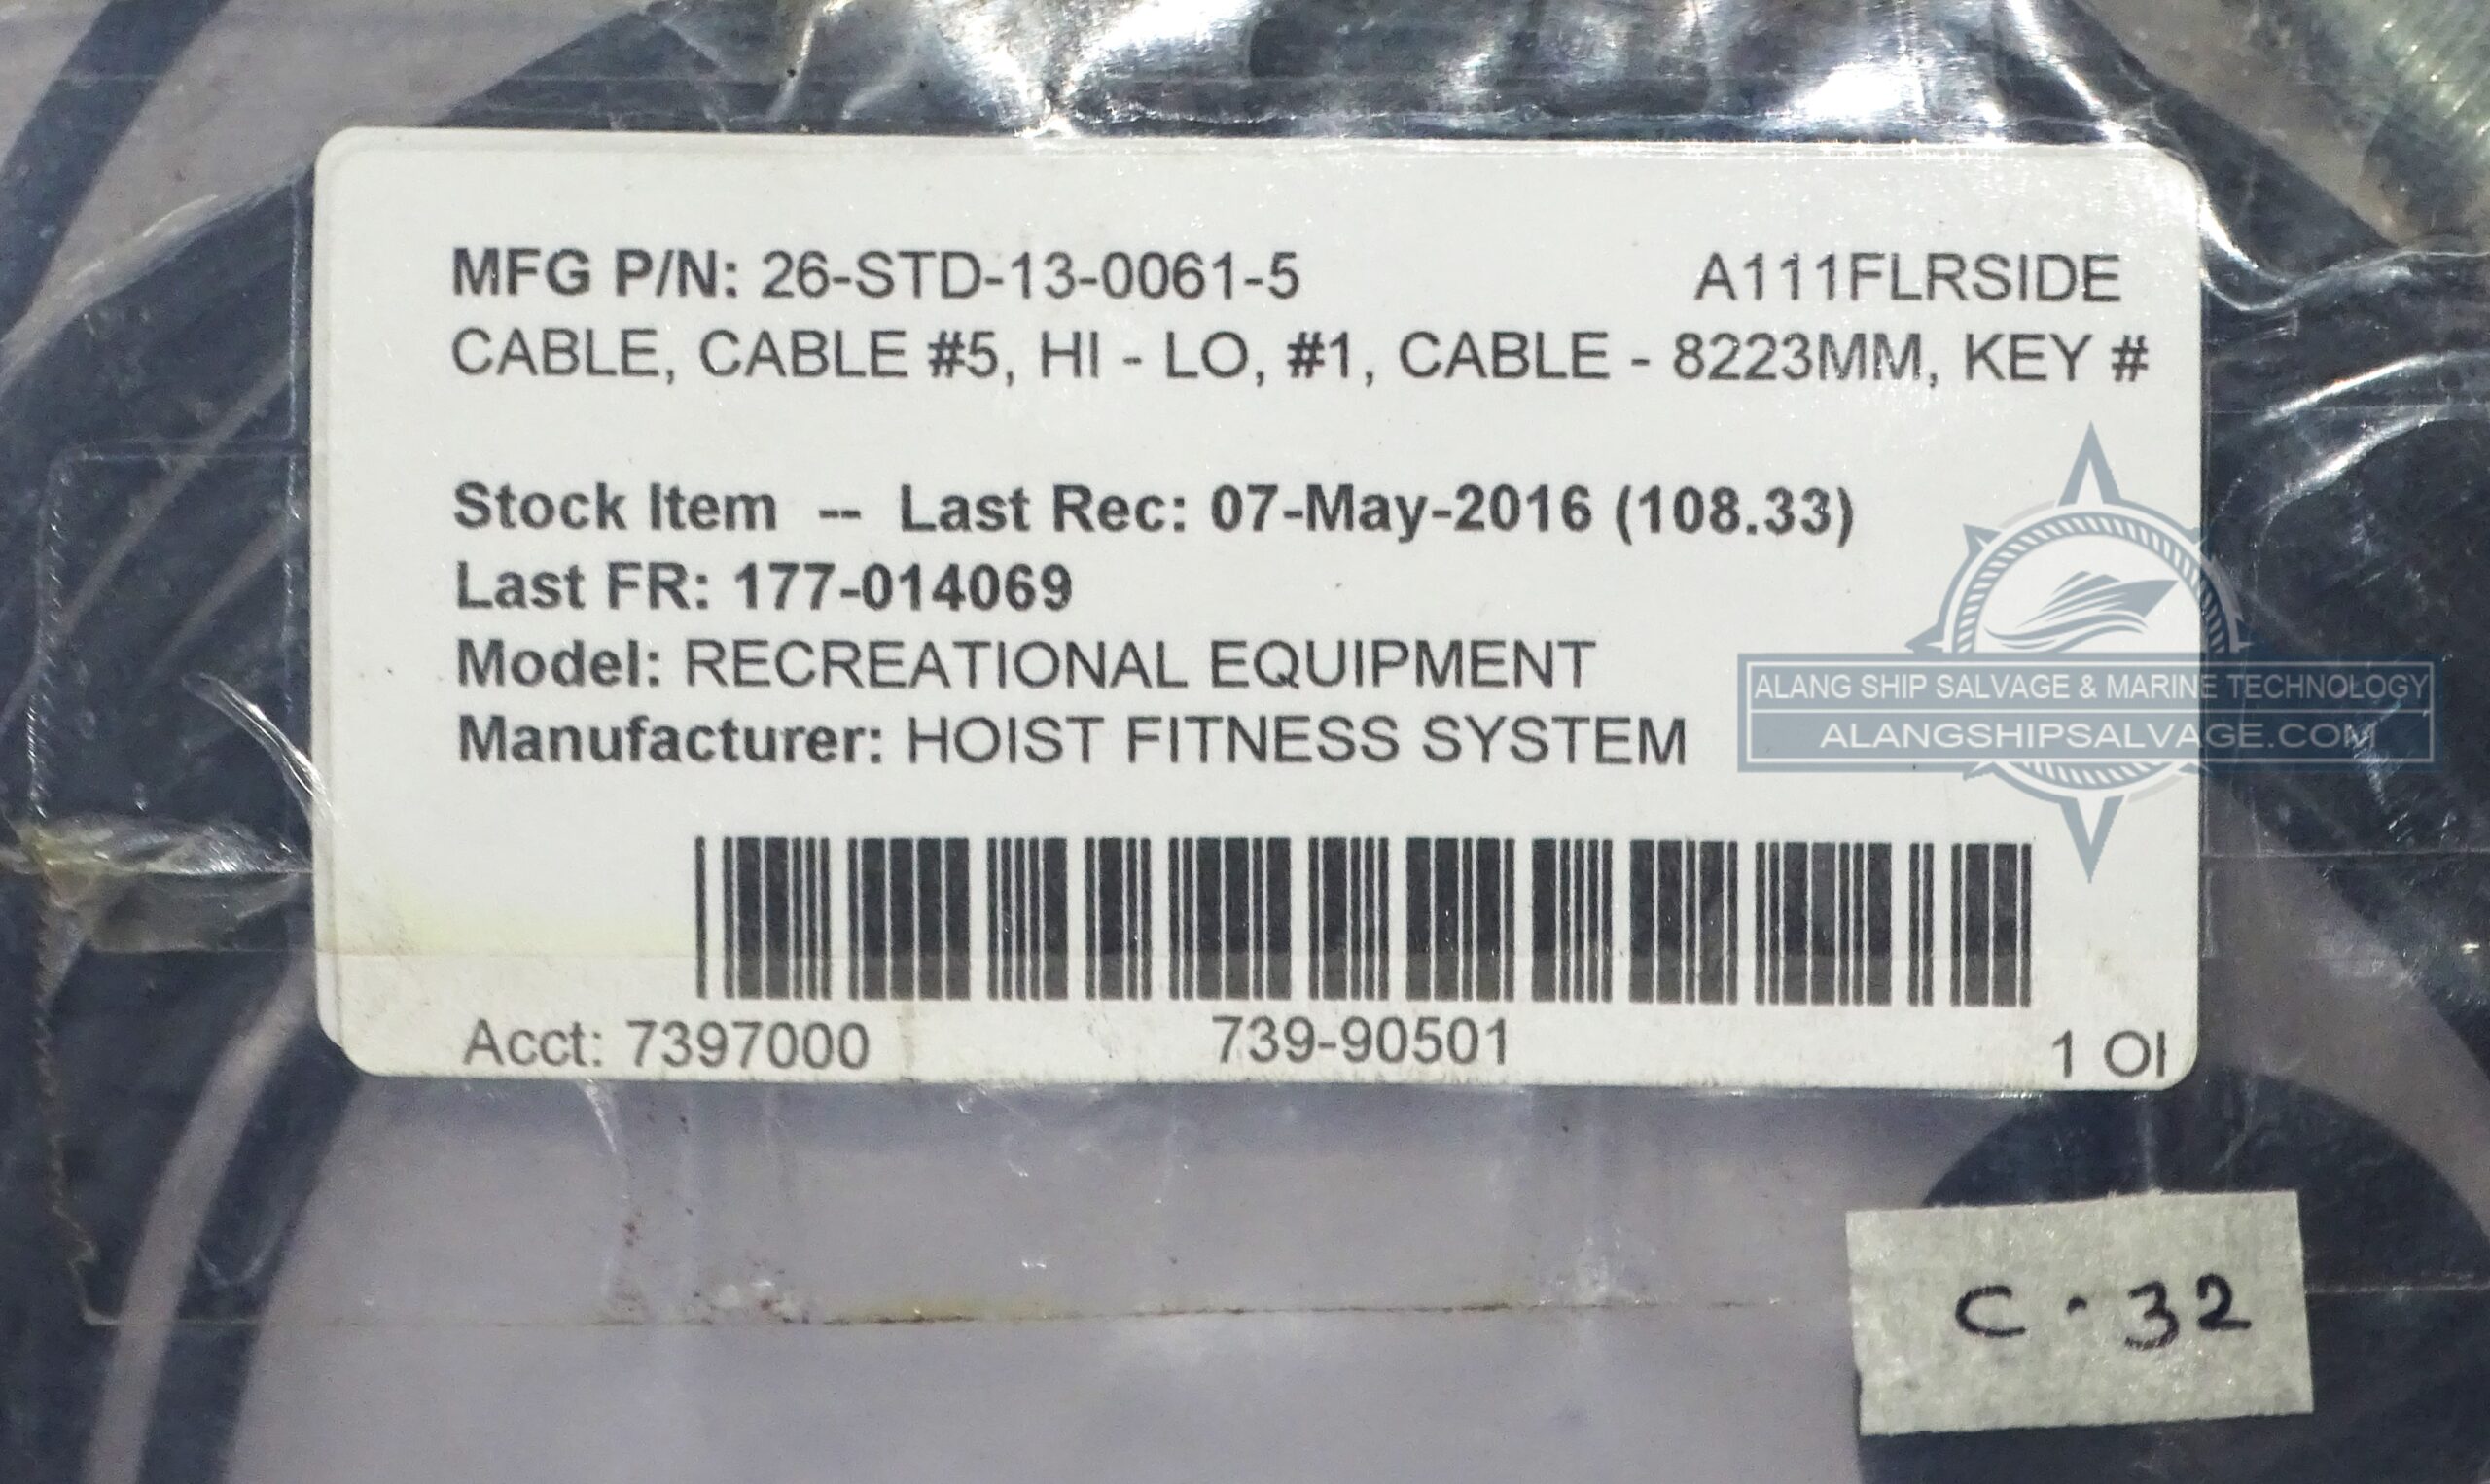 MFG P/N: 26-STD-13-0061-5 A111FLRSIDE
CABLE, CABLE #5, HI - LO, #1, CABLE - 8223MM, KEY #
Stock Item -- Last Rec: 07-May-2016 (108.33)
Last FR: 177-014069
Model: RECREATIONAL EQUIPMENT
Manufacturer: HOIST FITNESS SYSTEM
ALANG SHIP SALVAGE & MARINE TECHNOLOGY
ALANGSHIPSALVAGE.COM
Acct: 7397000 739-90501 1 OI
C - 32